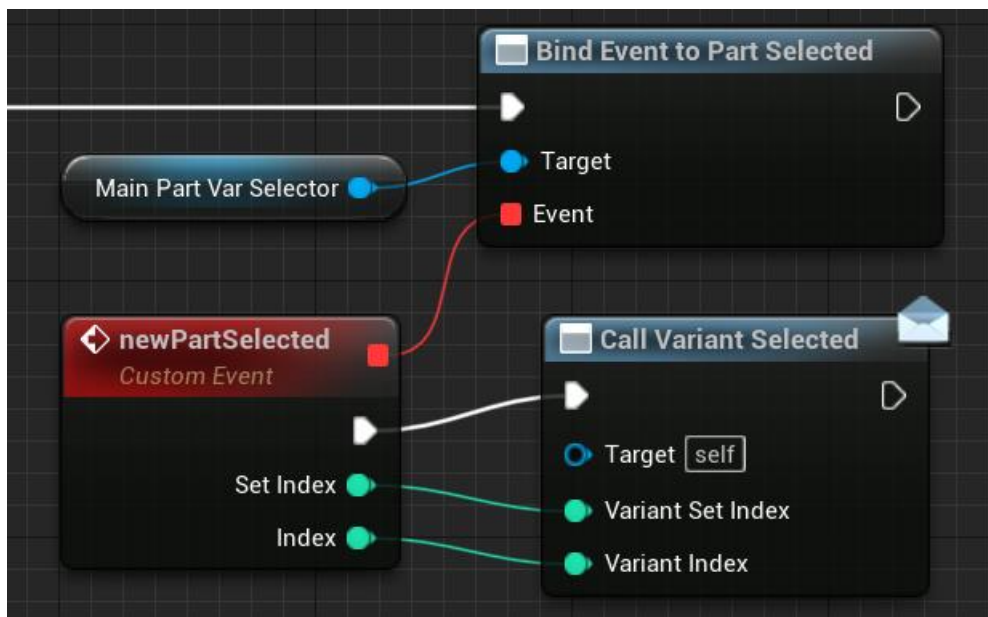 Bind Event to Part Selected
Main Part Var Selector
Target
Event
newPartSelected
Custom Event
Set Index
Index
Call Variant Selected
Target self
Variant Set Index
Variant Index